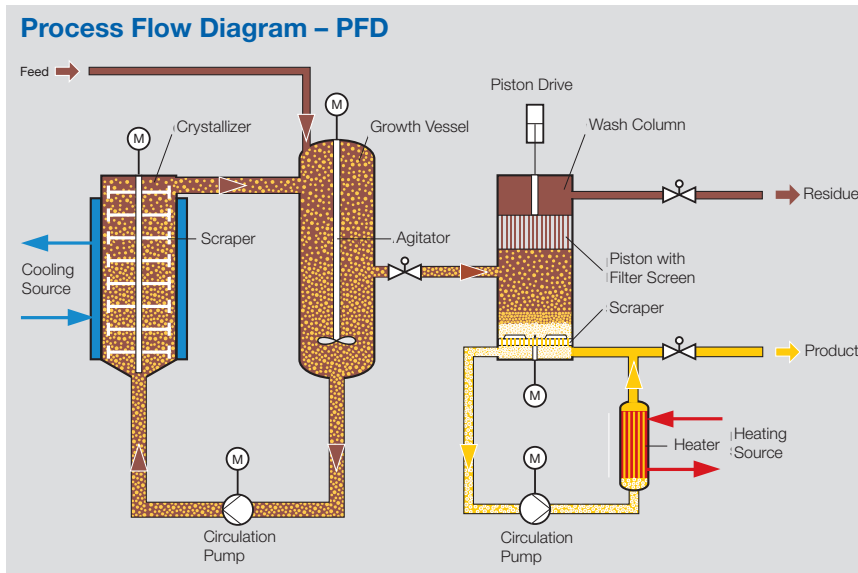 Process Flow Diagram – PFD
Feed
M
Crystallizer
M
Growth Vessel
Piston Drive
Wash Column
Residue
Scraper
Agitator
Cooling
Source
Piston with
Filter Screen
Scraper
Product
M
Heater
Heating
Source
M
Circulation
Pump
M
Circulation
Pump